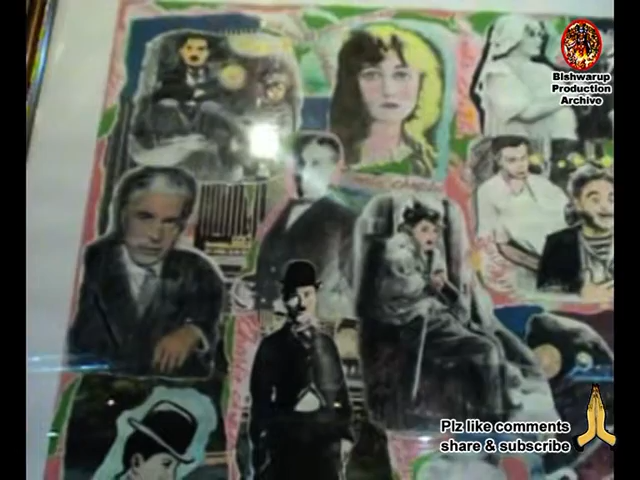 Bishwarup
Production
Archive
Plz like comments
share & subscribe